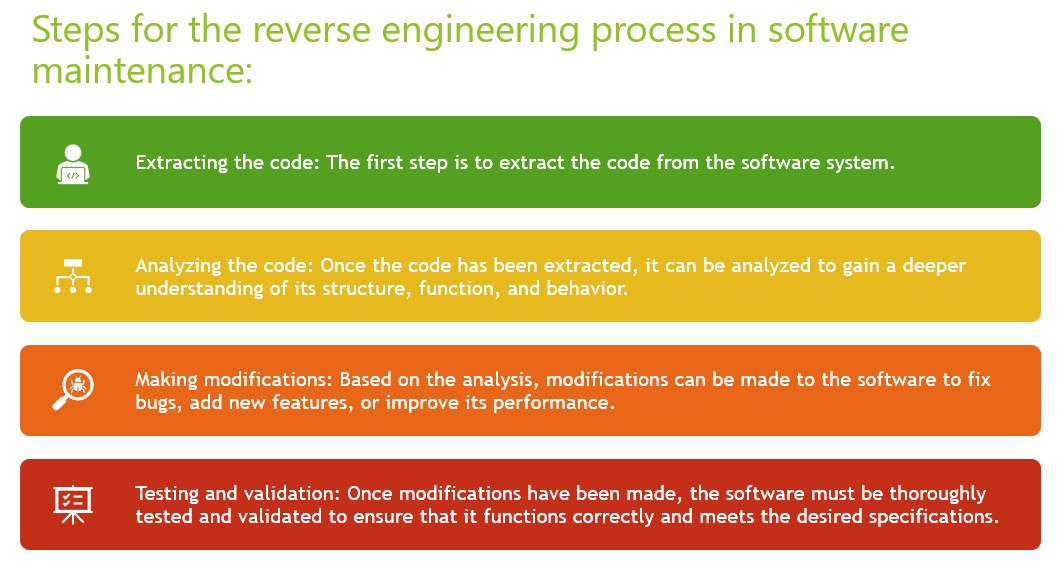 Steps for the reverse engineering process in software
maintenance:
Extracting the code: The first step is to extract the code from the software system.
Analyzing the code: Once the code has been extracted, it can be analyzed to gain a deeper
understanding of its structure, function, and behavior.
Making modifications: Based on the analysis, modifications can be made to the software to fix
bugs, add new features, or improve its performance.
Testing and validation: Once modifications have been made, the software must be thoroughly
tested and validated to ensure that it functions correctly and meets the desired specifications.